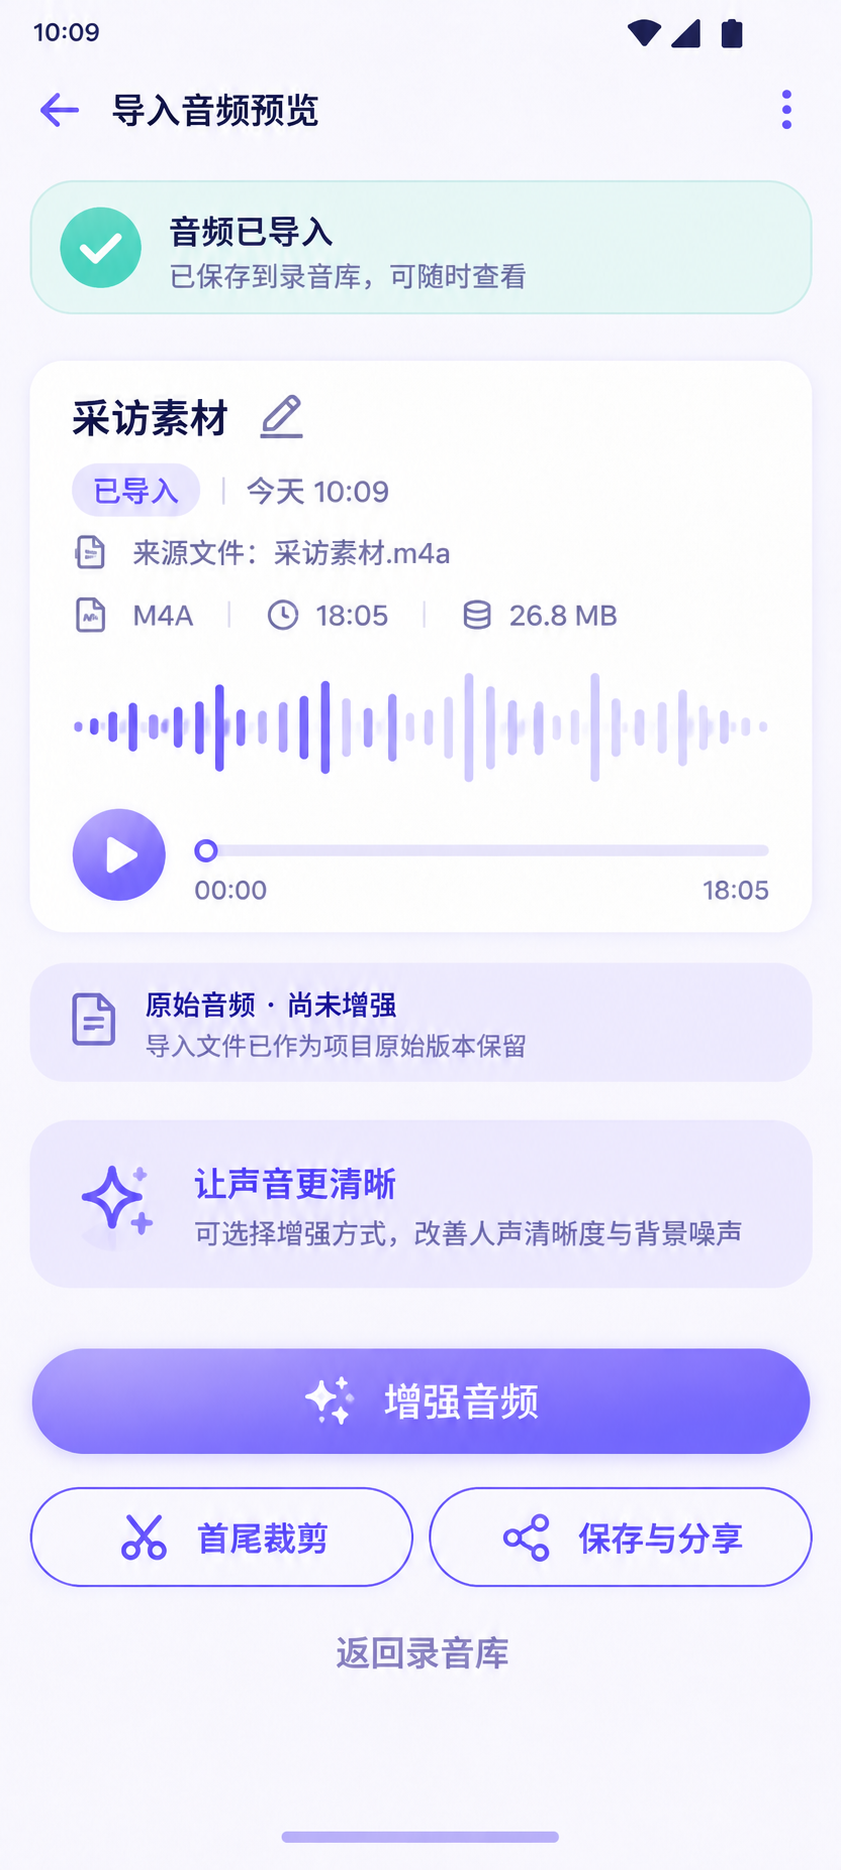 10:09
导入音频预览
音频已导入
已保存到录音库，可随时查看
采访素材
已导入 | 今天 10:09
来源文件：采访素材.m4a
M4A | 18:05 | 26.8 MB
00:00 18:05
原始音频 · 尚未增强
导入文件已作为项目原始版本保留
让声音更清晰
可选择增强方式，改善人声清晰度与背景噪声
增强音频
首尾裁剪 保存与分享
返回录音库